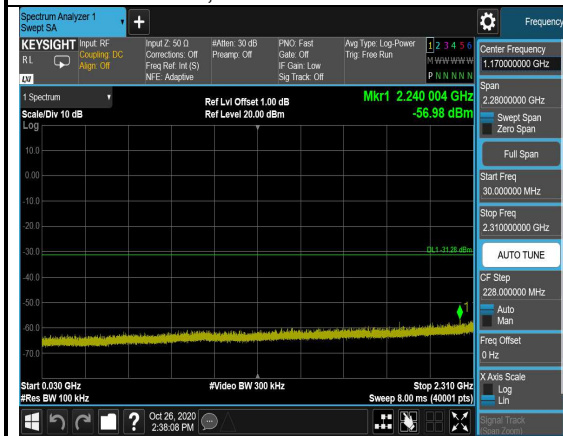 Spectrum Analyzer 1
Swept SA
+
Frequency
KEYSIGHT
RL
LXI
Input: RF
Coupling: DC
Align: Off
Input Z: 50 Ω
Corrections: Off
Freq Ref: Int (S)
NFE: Adaptive
#Atten: 30 dB
Preamp: Off
PNO: Fast
Gate: Off
IF Gain: Low
Sig Track: Off
Avg Type: Log-Power
Trig: Free Run
1 2 3 4 5 6
M W W W W W
P N N N N N
1 Spectrum
Scale/Div 10 dB
Log
Ref Lvl Offset 1.00 dB
Ref Level 20.00 dBm
Mkr1 2.240 004 GHz
-56.98 dBm
10.0
0.00
-10.0
-20.0
-30.0
-40.0
-50.0
-60.0
-70.0
DL1 -31.28 dBm
1
Start 0.030 GHz
#Res BW 100 kHz
#Video BW 300 kHz
Stop 2.310 GHz
Sweep 8.00 ms (40001 pts)
Center Frequency
1.170000000 GHz
Span
2.28000000 GHz
Swept Span
Zero Span
Full Span
Start Freq
30.000000 MHz
Stop Freq
2.310000000 GHz
AUTO TUNE
CF Step
228.000000 MHz
Auto
Man
Freq Offset
0 Hz
X Axis Scale
Log
Lin
Signal Track
(Span Zoom)
?
Oct 26, 2020
2:38:08 PM